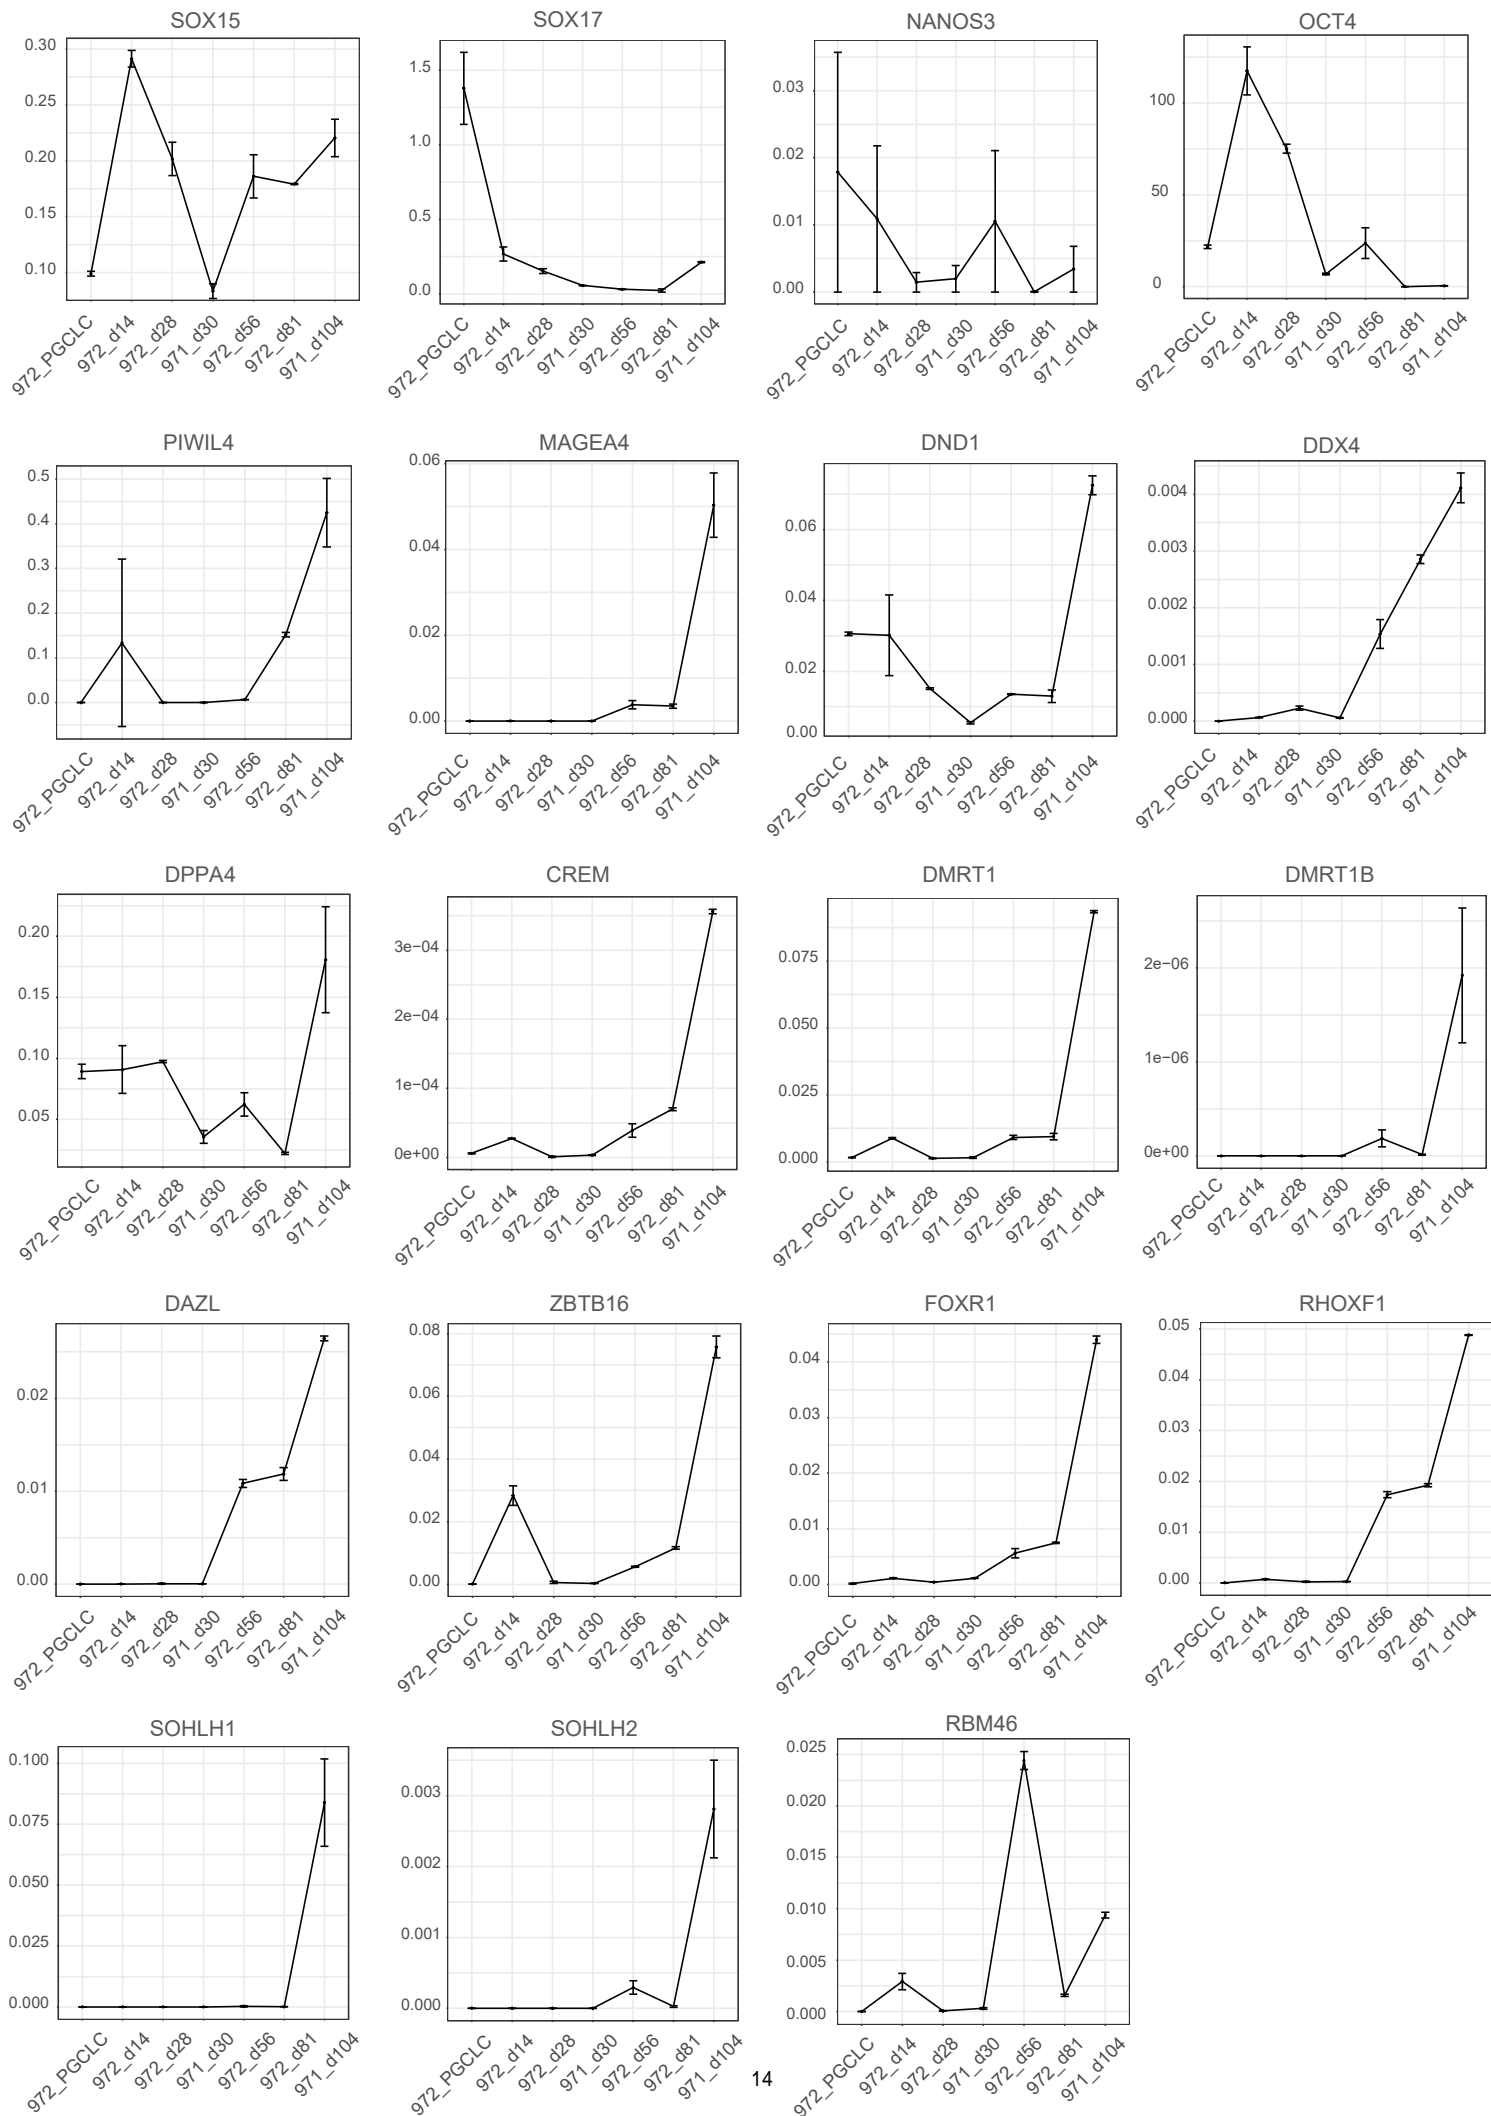 SOX15
SOX17
NANOS3
OCT4
0.30
0.25
0.20
0.15
0.10
1.5
1.0
0.5
0.0
0.03
0.02
0.01
0.00
100
50
0
972_PGCLC 972_d14 972_d28 971_d30 972_d56 972_d81 971_d104
972_PGCLC 972_d14 972_d28 971_d30 972_d56 972_d81 971_d104
972_PGCLC 972_d14 972_d28 971_d30 972_d56 972_d81 971_d104
972_PGCLC 972_d14 972_d28 971_d30 972_d56 972_d81 971_d104
PIWIL4
MAGEA4
DND1
DDX4
0.5
0.4
0.3
0.2
0.1
0.0
0.06
0.04
0.02
0.00
0.06
0.04
0.02
0.00
0.004
0.003
0.002
0.001
0.000
972_PGCLC 972_d14 972_d28 971_d30 972_d56 972_d81 971_d104
972_PGCLC 972_d14 972_d28 971_d30 972_d56 972_d81 971_d104
972_PGCLC 972_d14 972_d28 971_d30 972_d56 972_d81 971_d104
972_PGCLC 972_d14 972_d28 971_d30 972_d56 972_d81 971_d104
DPPA4
CREM
DMRT1
DMRT1B
0.20
0.15
0.10
0.05
3e−04
2e−04
1e−04
0e+00
0.075
0.050
0.025
0.000
2e−06
1e−06
0e+00
972_PGCLC 972_d14 972_d28 971_d30 972_d56 972_d81 971_d104
972_PGCLC 972_d14 972_d28 971_d30 972_d56 972_d81 971_d104
972_PGCLC 972_d14 972_d28 971_d30 972_d56 972_d81 971_d104
972_PGCLC 972_d14 972_d28 971_d30 972_d56 972_d81 971_d104
DAZL
ZBTB16
FOXR1
RHOXF1
0.02
0.01
0.00
0.08
0.06
0.04
0.02
0.00
0.04
0.03
0.02
0.01
0.00
0.05
0.04
0.03
0.02
0.01
0.00
972_PGCLC 972_d14 972_d28 971_d30 972_d56 972_d81 971_d104
972_PGCLC 972_d14 972_d28 971_d30 972_d56 972_d81 971_d104
972_PGCLC 972_d14 972_d28 971_d30 972_d56 972_d81 971_d104
972_PGCLC 972_d14 972_d28 971_d30 972_d56 972_d81 971_d104
SOHLH1
SOHLH2
RBM46
0.100
0.075
0.050
0.025
0.000
0.003
0.002
0.001
0.000
0.025
0.020
0.015
0.010
0.005
0.000
972_PGCLC 972_d14 972_d28 971_d30 972_d56 972_d81 971_d104
972_PGCLC 972_d14 972_d28 971_d30 972_d56 972_d81 971_d104
972_PGCLC 972_d14 972_d28 971_d30 972_d56 972_d81 971_d104
14